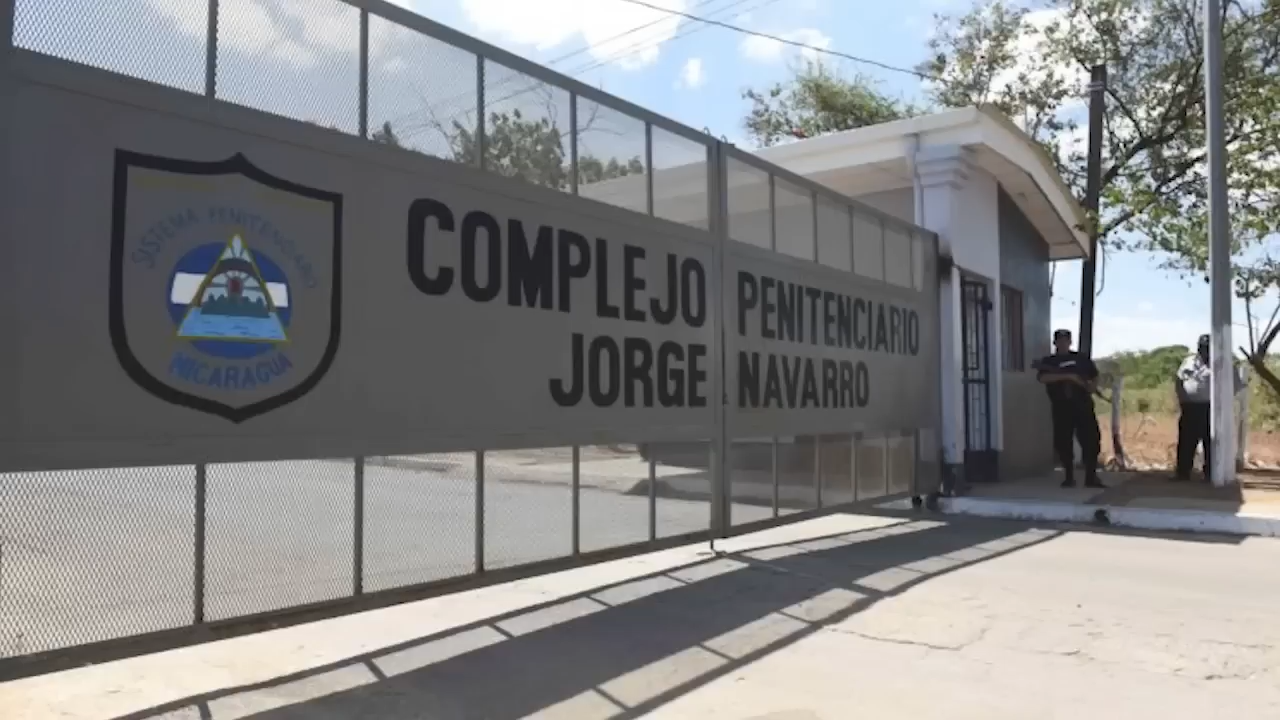 SISTEMA PENITENCIARIO
NICARAGUA
COMPLEJO PENITENCIARIO
JORGE NAVARRO